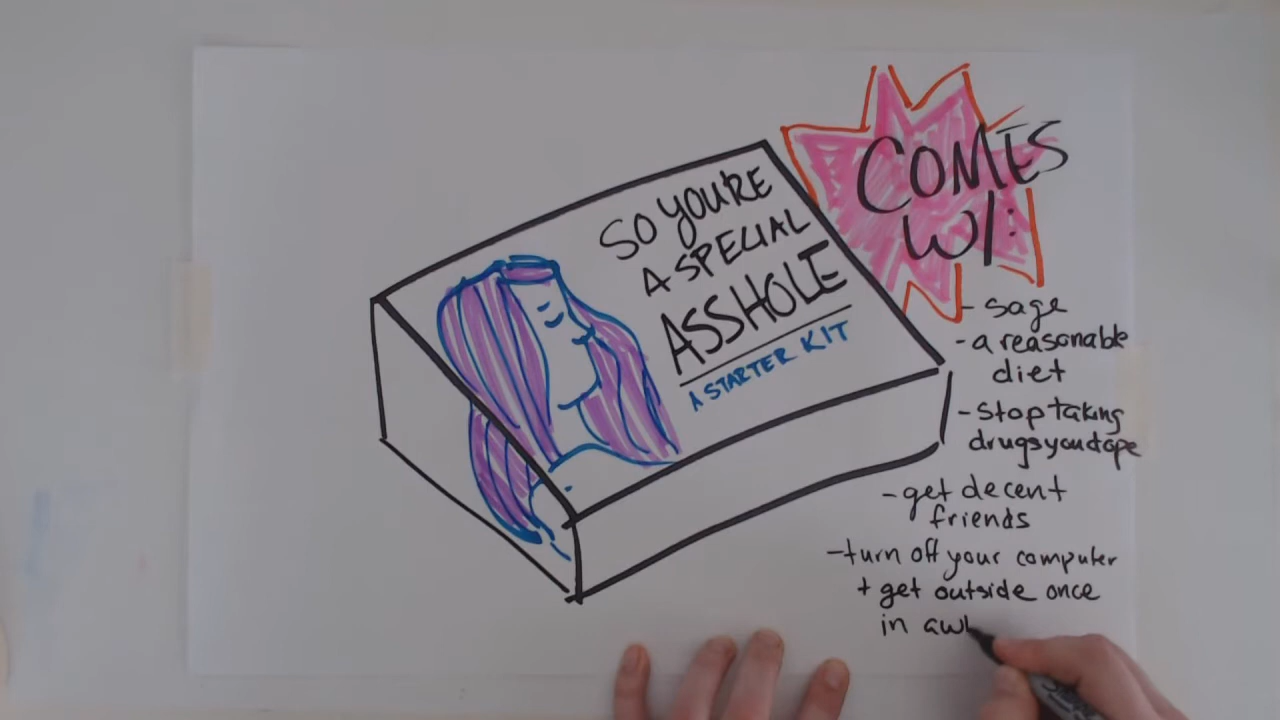 SO YOU'RE
A SPECIAL
ASSHOLE
A STARTER KIT
COMES
W/:
- sage
- a reasonable
diet
- stop taking
drugs you dope
- get decent
friends
- turn off your computer
+ get outside once
in awh